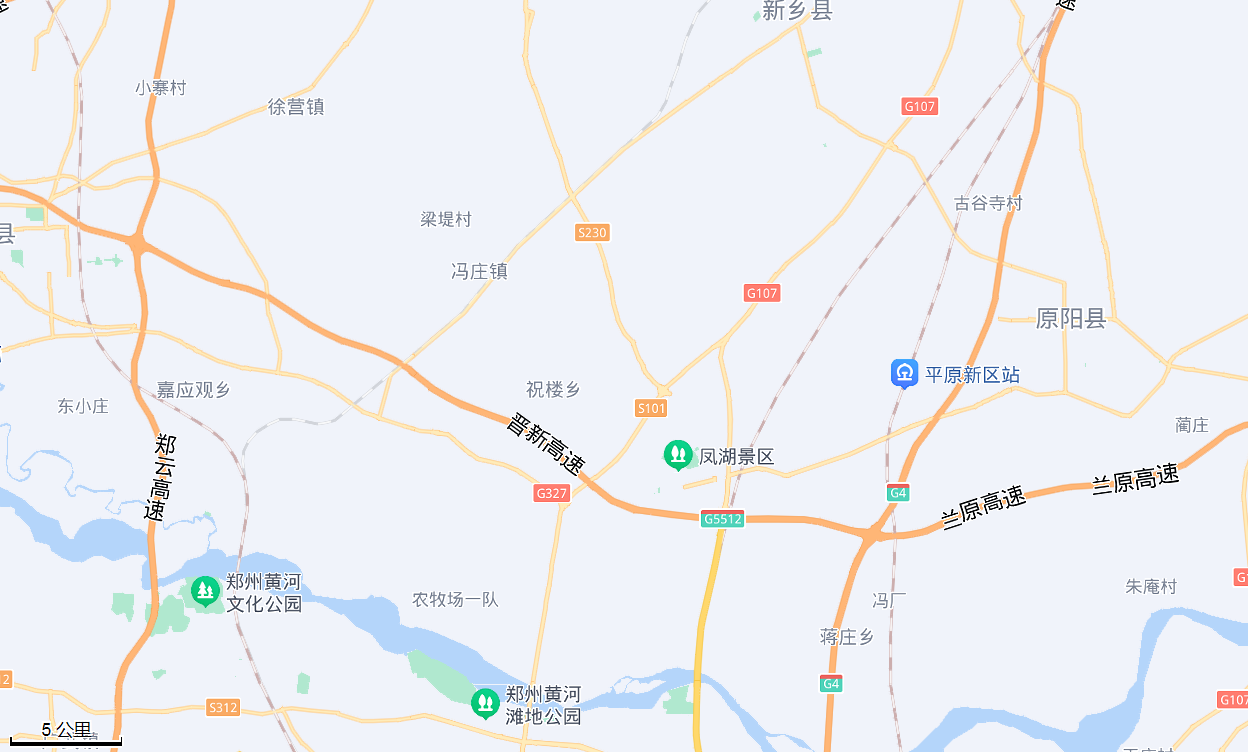 新乡县
小寨村
徐营镇
G107
古谷寺村
梁堤村
S230
县
冯庄镇
G107
原阳县
平原新区站
嘉应观乡
祝楼乡
东小庄
S101
蔺庄
晋新高速
凤湖景区
郑云高速
G327
G4
兰原高速
兰原高速
G5512
郑州黄河
文化公园
农牧场一队
朱庵村
冯厂
蒋庄乡
G4
郑州黄河
滩地公园
S312
G107
5 公里